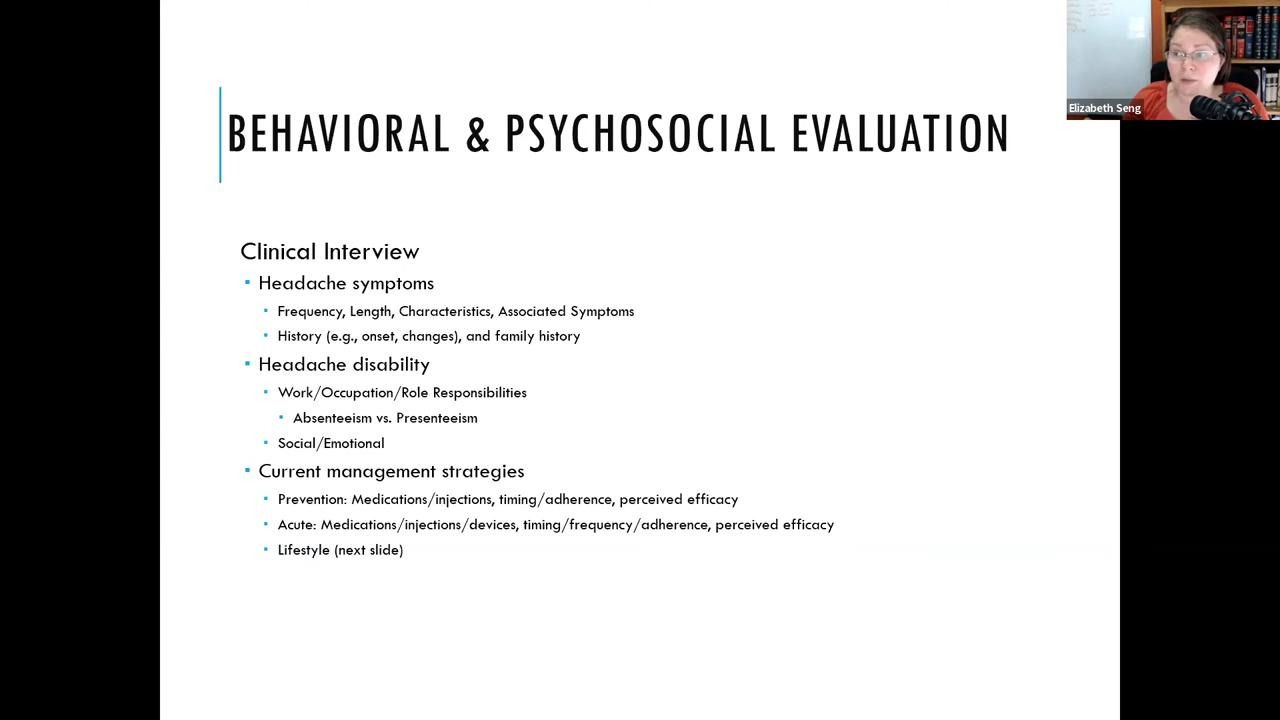 BEHAVIORAL & PSYCHOSOCIAL EVALUATION
Elizabeth Seng
Clinical Interview
Headache symptoms
Frequency, Length, Characteristics, Associated Symptoms
History (e.g., onset, changes), and family history
Headache disability
Work/Occupation/Role Responsibilities
Absenteeism vs. Presenteeism
Social/Emotional
Current management strategies
Prevention: Medications/injections, timing/adherence, perceived efficacy
Acute: Medications/injections/devices, timing/frequency/adherence, perceived efficacy
Lifestyle (next slide)